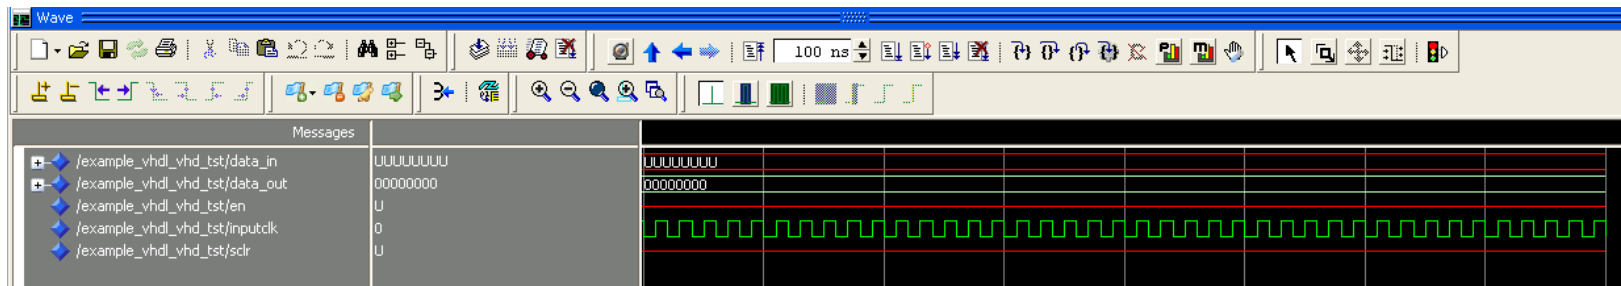 Wave
100 ns
Messages
/example_vhdl_vhd_tst/data_in UUUUUUUU UUUUUUUU
/example_vhdl_vhd_tst/data_out 00000000 00000000
/example_vhdl_vhd_tst/en U
/example_vhdl_vhd_tst/inputclk 0
/example_vhdl_vhd_tst/sclr U